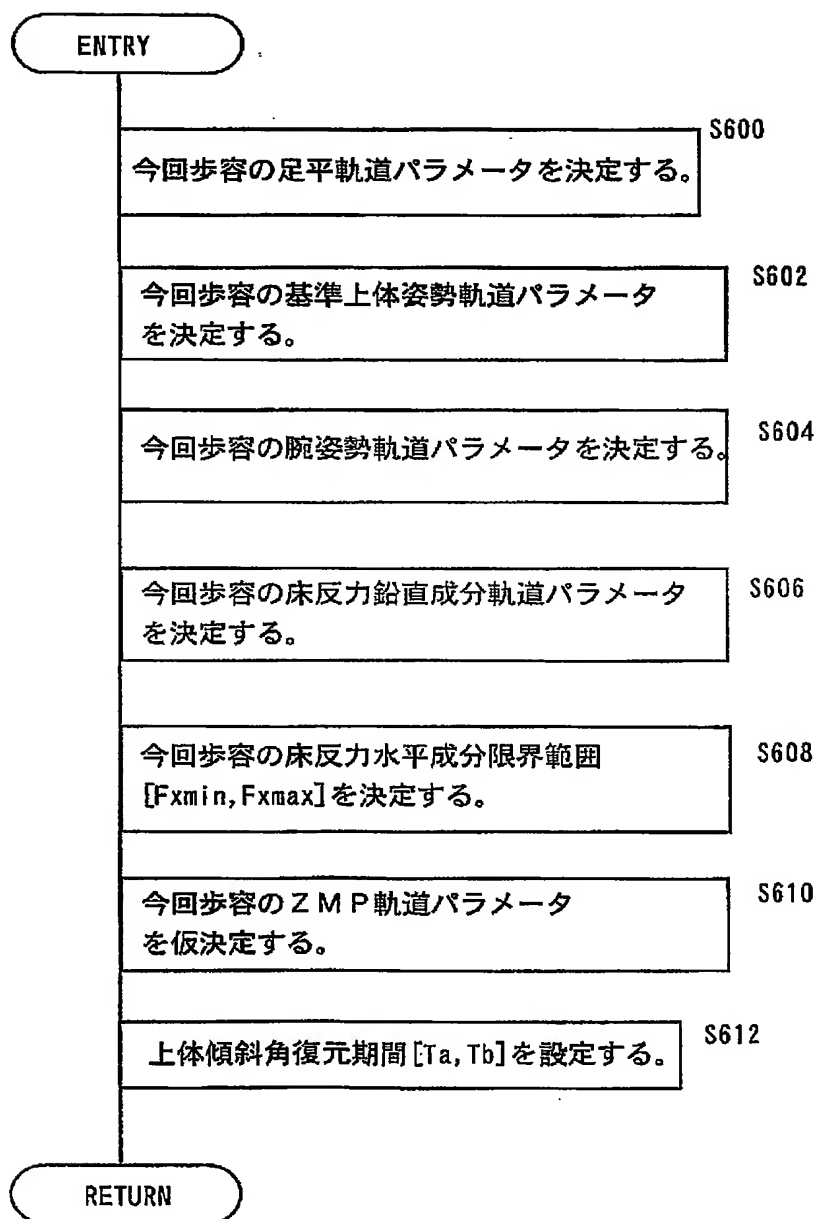 ENTRY
S600
今回歩容の足平軌道パラメータを決定する。
S602
今回歩容の基準上体姿勢軌道パラメータ
を決定する。
S604
今回歩容の腕姿勢軌道パラメータを決定する。
S606
今回歩容の床反力鉛直成分軌道パラメータ
を決定する。
S608
今回歩容の床反力水平成分限界範囲
[Fxmin,Fxmax]を決定する。
S610
今回歩容のZMP軌道パラメータ
を仮決定する。
S612
上体傾斜角復元期間[Ta,Tb]を設定する。
RETURN